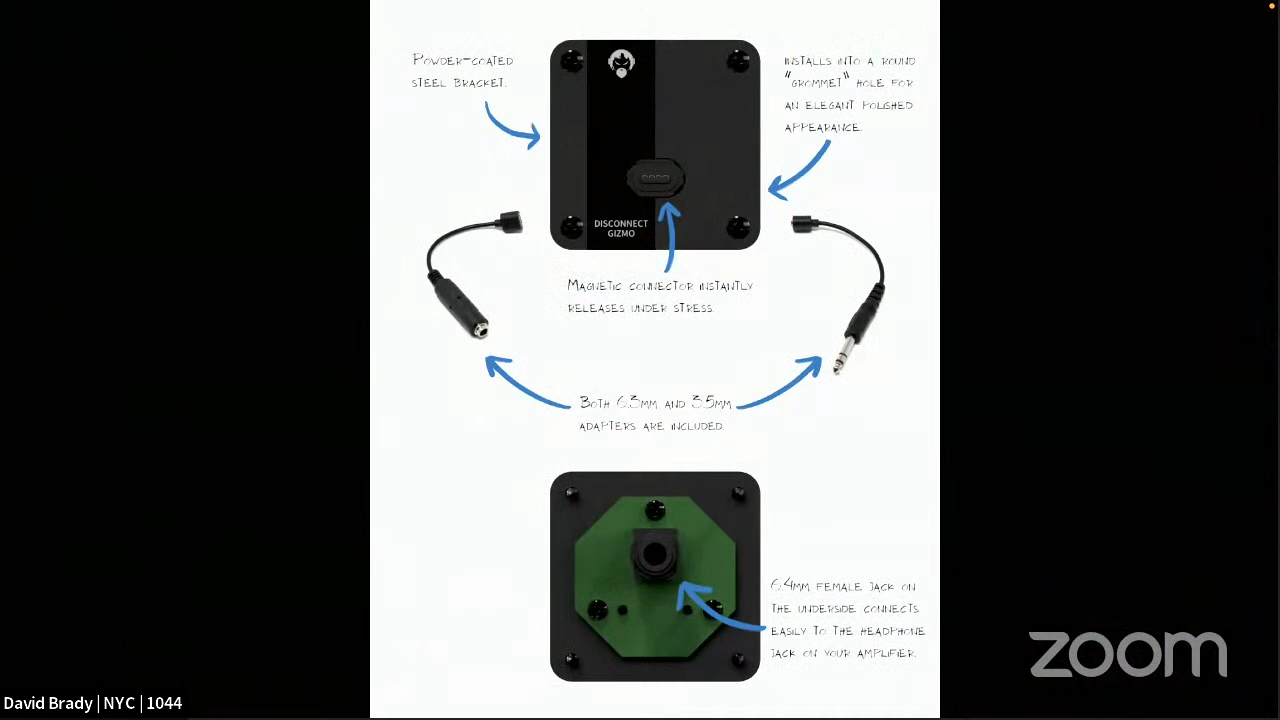 Powder-coated
steel bracket.
installs into a round
"grommet" hole for
an elegant polished
appearance.
DISCONNECT
GIZMO
Magnetic connector instantly
releases under stress.
Both 6.3mm and 3.5mm
adapters are included.
6.4mm female jack on
the underside connects
easily to the headphone
jack on your amplifier.
zoom
David Brady | NYC | 1044